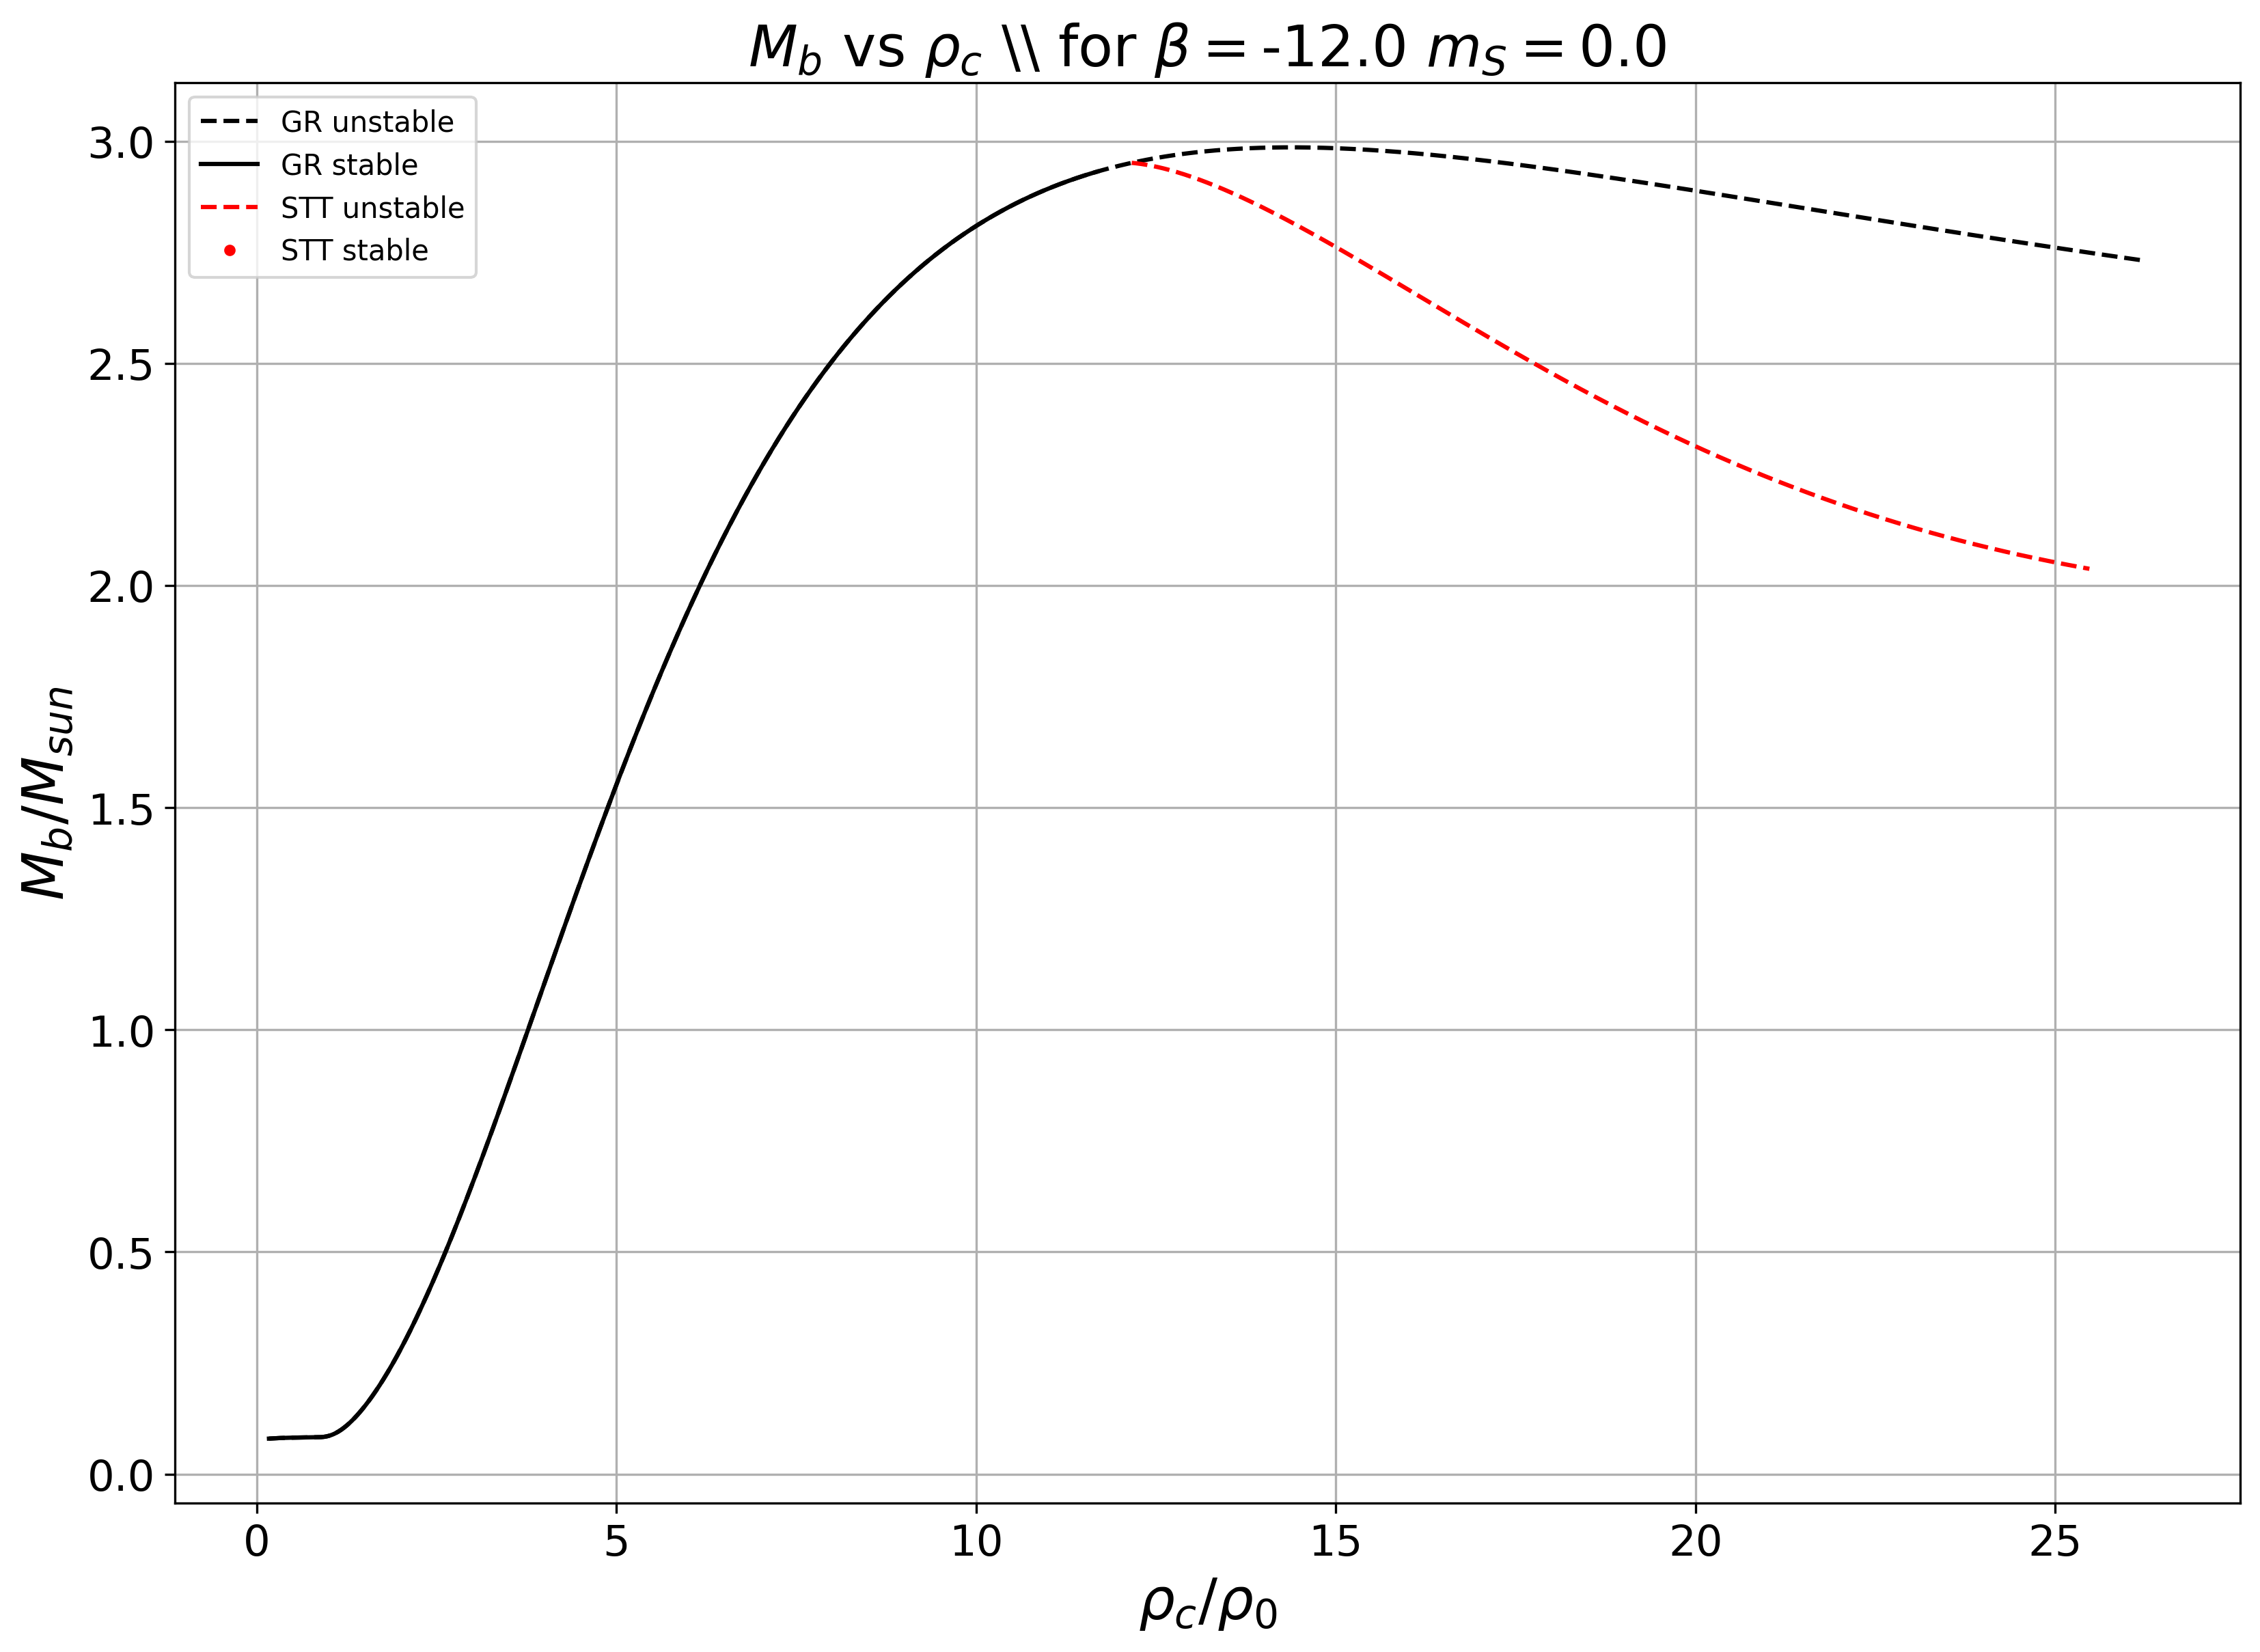 M_b vs ρ_c \\ for β = -12.0 m_S = 0.0
GR unstable
GR stable
STT unstable
STT stable
3.0
2.5
2.0
1.5
1.0
0.5
0.0
M_b/M_sun
0 5 10 15 20 25
ρ_c/ρ_0